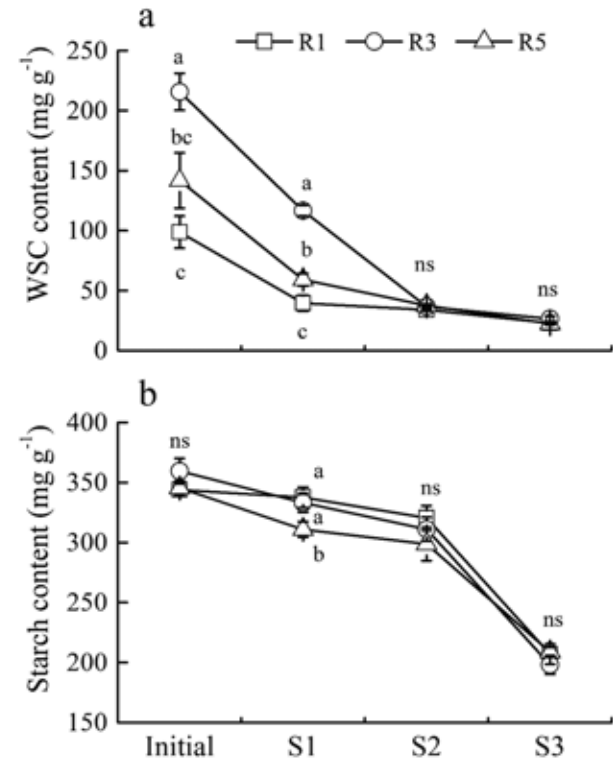 a
R1 R3 R5
WSC content (mg g⁻¹)
250
200
150
100
50
0
a
bc
c
a
b
c
ns
ns
b
Starch content (mg g⁻¹)
400
350
300
250
200
150
ns
a
a
b
ns
ns
Initial S1 S2 S3